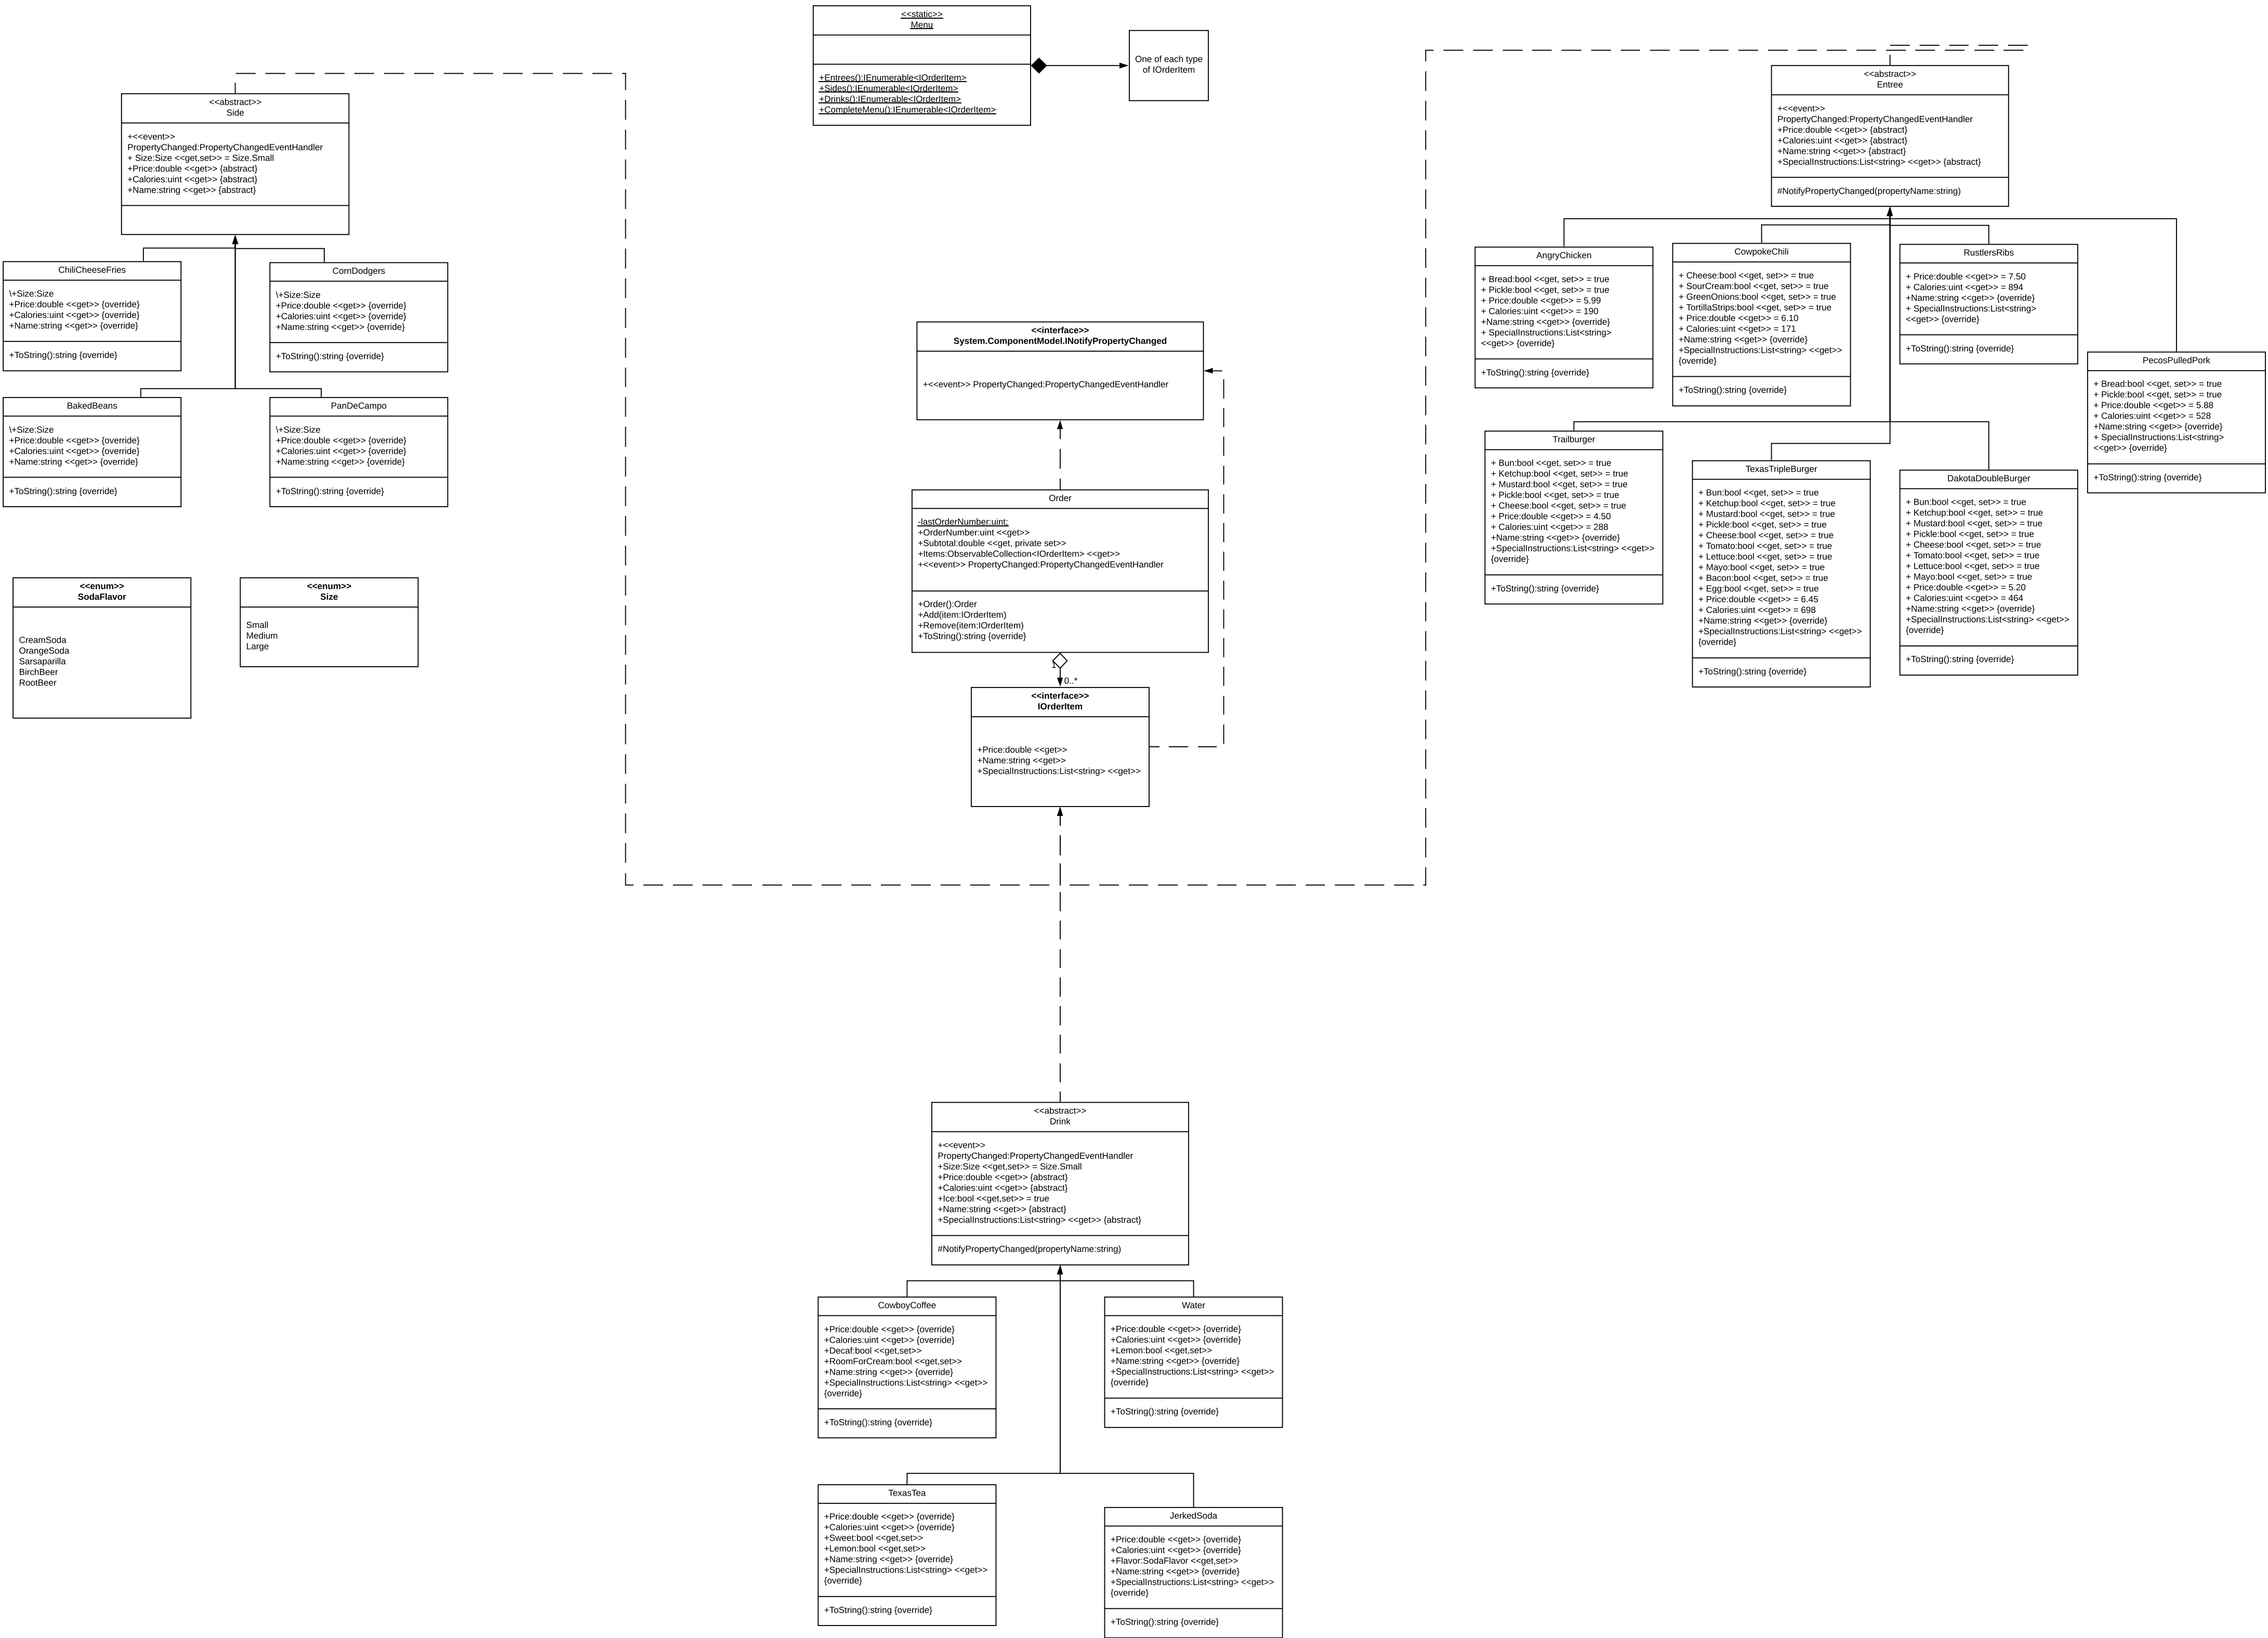 <<static>>
Menu
+Entrees():IEnumerable<IOrderItem>
+Sides():IEnumerable<IOrderItem>
+Drinks():IEnumerable<IOrderItem>
+CompleteMenu():IEnumerable<IOrderItem>
One of each type
of IOrderItem
<<abstract>>
Side
+<<event>>
PropertyChanged:PropertyChangedEventHandler
+ Size:Size <<get,set>> = Size.Small
+Price:double <<get>> {abstract}
+Calories:uint <<get>> {abstract}
+Name:string <<get>> {abstract}
ChiliCheeseFries
\+Size:Size
+Price:double <<get>> {override}
+Calories:uint <<get>> {override}
+Name:string <<get>> {override}
+ToString():string {override}
CornDodgers
\+Size:Size
+Price:double <<get>> {override}
+Calories:uint <<get>> {override}
+Name:string <<get>> {override}
+ToString():string {override}
BakedBeans
\+Size:Size
+Price:double <<get>> {override}
+Calories:uint <<get>> {override}
+Name:string <<get>> {override}
+ToString():string {override}
PanDeCampo
\+Size:Size
+Price:double <<get>> {override}
+Calories:uint <<get>> {override}
+Name:string <<get>> {override}
+ToString():string {override}
<<enum>>
SodaFlavor
CreamSoda
OrangeSoda
Sarsaparilla
BirchBeer
RootBeer
<<enum>>
Size
Small
Medium
Large
<<interface>>
System.ComponentModel.INotifyPropertyChanged
+<<event>> PropertyChanged:PropertyChangedEventHandler
Order
-lastOrderNumber:uint;
+OrderNumber:uint <<get>>
+Subtotal:double <<get, private set>>
+Items:ObservableCollection<IOrderItem> <<get>>
+<<event>> PropertyChanged:PropertyChangedEventHandler
+Order():Order
+Add(item:IOrderItem)
+Remove(item:IOrderItem)
+ToString():string {override}
1
0..*
<<interface>>
IOrderItem
+Price:double <<get>>
+Name:string <<get>>
+SpecialInstructions:List<string> <<get>>
<<abstract>>
Entree
+<<event>>
PropertyChanged:PropertyChangedEventHandler
+Price:double <<get>> {abstract}
+Calories:uint <<get>> {abstract}
+Name:string <<get>> {abstract}
+SpecialInstructions:List<string> <<get>> {abstract}
#NotifyPropertyChanged(propertyName:string)
AngryChicken
+ Bread:bool <<get, set>> = true
+ Pickle:bool <<get, set>> = true
+ Price:double <<get>> = 5.99
+ Calories:uint <<get>> = 190
+Name:string <<get>> {override}
+ SpecialInstructions:List<string>
<<get>> {override}
+ToString():string {override}
CowpokeChili
+ Cheese:bool <<get, set>> = true
+ SourCream:bool <<get, set>> = true
+ GreenOnions:bool <<get, set>> = true
+ TortillaStrips:bool <<get, set>> = true
+ Price:double <<get>> = 6.10
+ Calories:uint <<get>> = 171
+Name:string <<get>> {override}
+SpecialInstructions:List<string> <<get>>
{override}
+ToString():string {override}
RustlersRibs
+ Price:double <<get>> = 7.50
+ Calories:uint <<get>> = 894
+Name:string <<get>> {override}
+ SpecialInstructions:List<string>
<<get>> {override}
+ToString():string {override}
PecosPulledPork
+ Bread:bool <<get, set>> = true
+ Pickle:bool <<get, set>> = true
+ Price:double <<get>> = 5.88
+ Calories:uint <<get>> = 528
+Name:string <<get>> {override}
+ SpecialInstructions:List<string>
<<get>> {override}
+ToString():string {override}
Trailburger
+ Bun:bool <<get, set>> = true
+ Ketchup:bool <<get, set>> = true
+ Mustard:bool <<get, set>> = true
+ Pickle:bool <<get, set>> = true
+ Cheese:bool <<get, set>> = true
+ Price:double <<get>> = 4.50
+ Calories:uint <<get>> = 288
+Name:string <<get>> {override}
+SpecialInstructions:List<string> <<get>>
{override}
+ToString():string {override}
TexasTripleBurger
+ Bun:bool <<get, set>> = true
+ Ketchup:bool <<get, set>> = true
+ Mustard:bool <<get, set>> = true
+ Pickle:bool <<get, set>> = true
+ Cheese:bool <<get, set>> = true
+ Tomato:bool <<get, set>> = true
+ Lettuce:bool <<get, set>> = true
+ Mayo:bool <<get, set>> = true
+ Bacon:bool <<get, set>> = true
+ Egg:bool <<get, set>> = true
+ Price:double <<get>> = 6.45
+ Calories:uint <<get>> = 698
+Name:string <<get>> {override}
+SpecialInstructions:List<string> <<get>>
{override}
+ToString():string {override}
DakotaDoubleBurger
+ Bun:bool <<get, set>> = true
+ Ketchup:bool <<get, set>> = true
+ Mustard:bool <<get, set>> = true
+ Pickle:bool <<get, set>> = true
+ Cheese:bool <<get, set>> = true
+ Tomato:bool <<get, set>> = true
+ Lettuce:bool <<get, set>> = true
+ Mayo:bool <<get, set>> = true
+ Price:double <<get>> = 5.20
+ Calories:uint <<get>> = 464
+Name:string <<get>> {override}
+SpecialInstructions:List<string> <<get>>
{override}
+ToString():string {override}
<<abstract>>
Drink
+<<event>>
PropertyChanged:PropertyChangedEventHandler
+Size:Size <<get,set>> = Size.Small
+Price:double <<get>> {abstract}
+Calories:uint <<get>> {abstract}
+Ice:bool <<get,set>> = true
+Name:string <<get>> {abstract}
+SpecialInstructions:List<string> <<get>> {abstract}
#NotifyPropertyChanged(propertyName:string)
CowboyCoffee
+Price:double <<get>> {override}
+Calories:uint <<get>> {override}
+Decaf:bool <<get,set>>
+RoomForCream:bool <<get,set>>
+Name:string <<get>> {override}
+SpecialInstructions:List<string> <<get>>
{override}
+ToString():string {override}
Water
+Price:double <<get>> {override}
+Calories:uint <<get>> {override}
+Lemon:bool <<get,set>>
+Name:string <<get>> {override}
+SpecialInstructions:List<string> <<get>>
{override}
+ToString():string {override}
TexasTea
+Price:double <<get>> {override}
+Calories:uint <<get>> {override}
+Sweet:bool <<get,set>>
+Lemon:bool <<get,set>>
+Name:string <<get>> {override}
+SpecialInstructions:List<string> <<get>>
{override}
+ToString():string {override}
JerkedSoda
+Price:double <<get>> {override}
+Calories:uint <<get>> {override}
+Flavor:SodaFlavor <<get,set>>
+Name:string <<get>> {override}
+SpecialInstructions:List<string> <<get>>
{override}
+ToString():string {override}